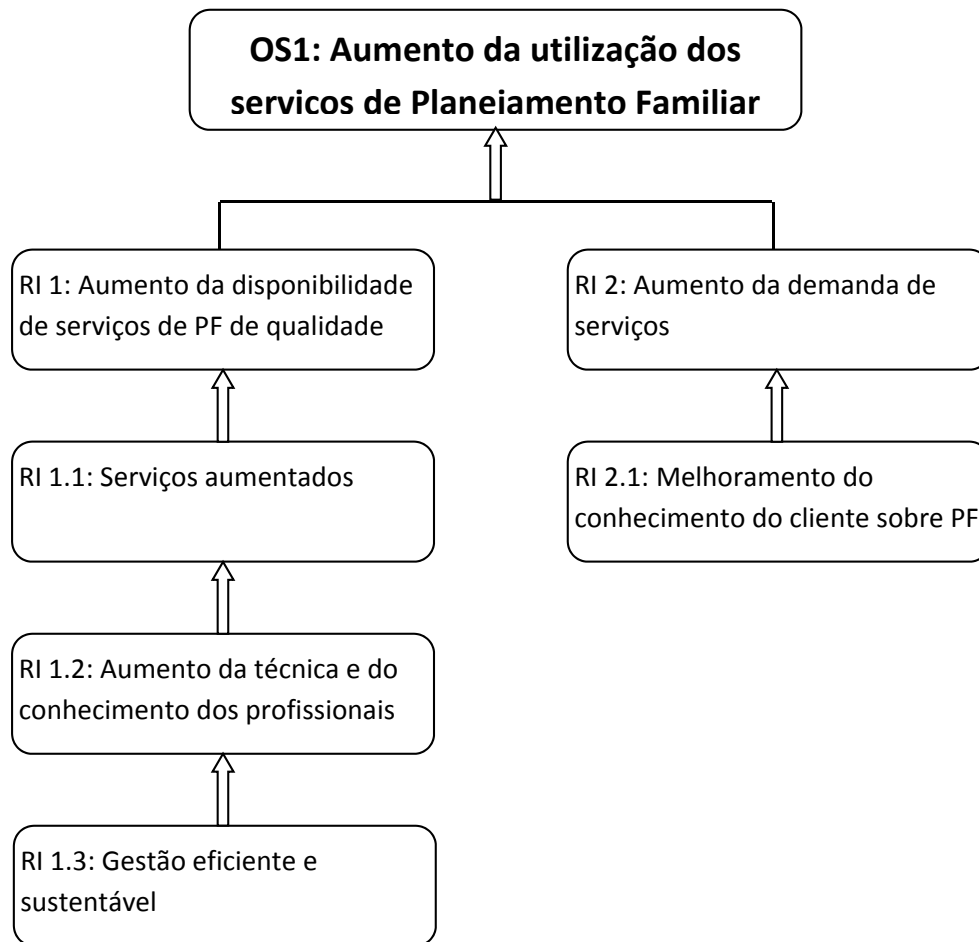 OS1: Aumento da utilização dos
serviços de Planejamento Familiar
RI 1: Aumento da disponibilidade
de serviços de PF de qualidade
RI 2: Aumento da demanda de
serviços
RI 1.1: Serviços aumentados
RI 2.1: Melhoramento do
conhecimento do cliente sobre PF
RI 1.2: Aumento da técnica e do
conhecimento dos profissionais
RI 1.3: Gestão eficiente e
sustentável